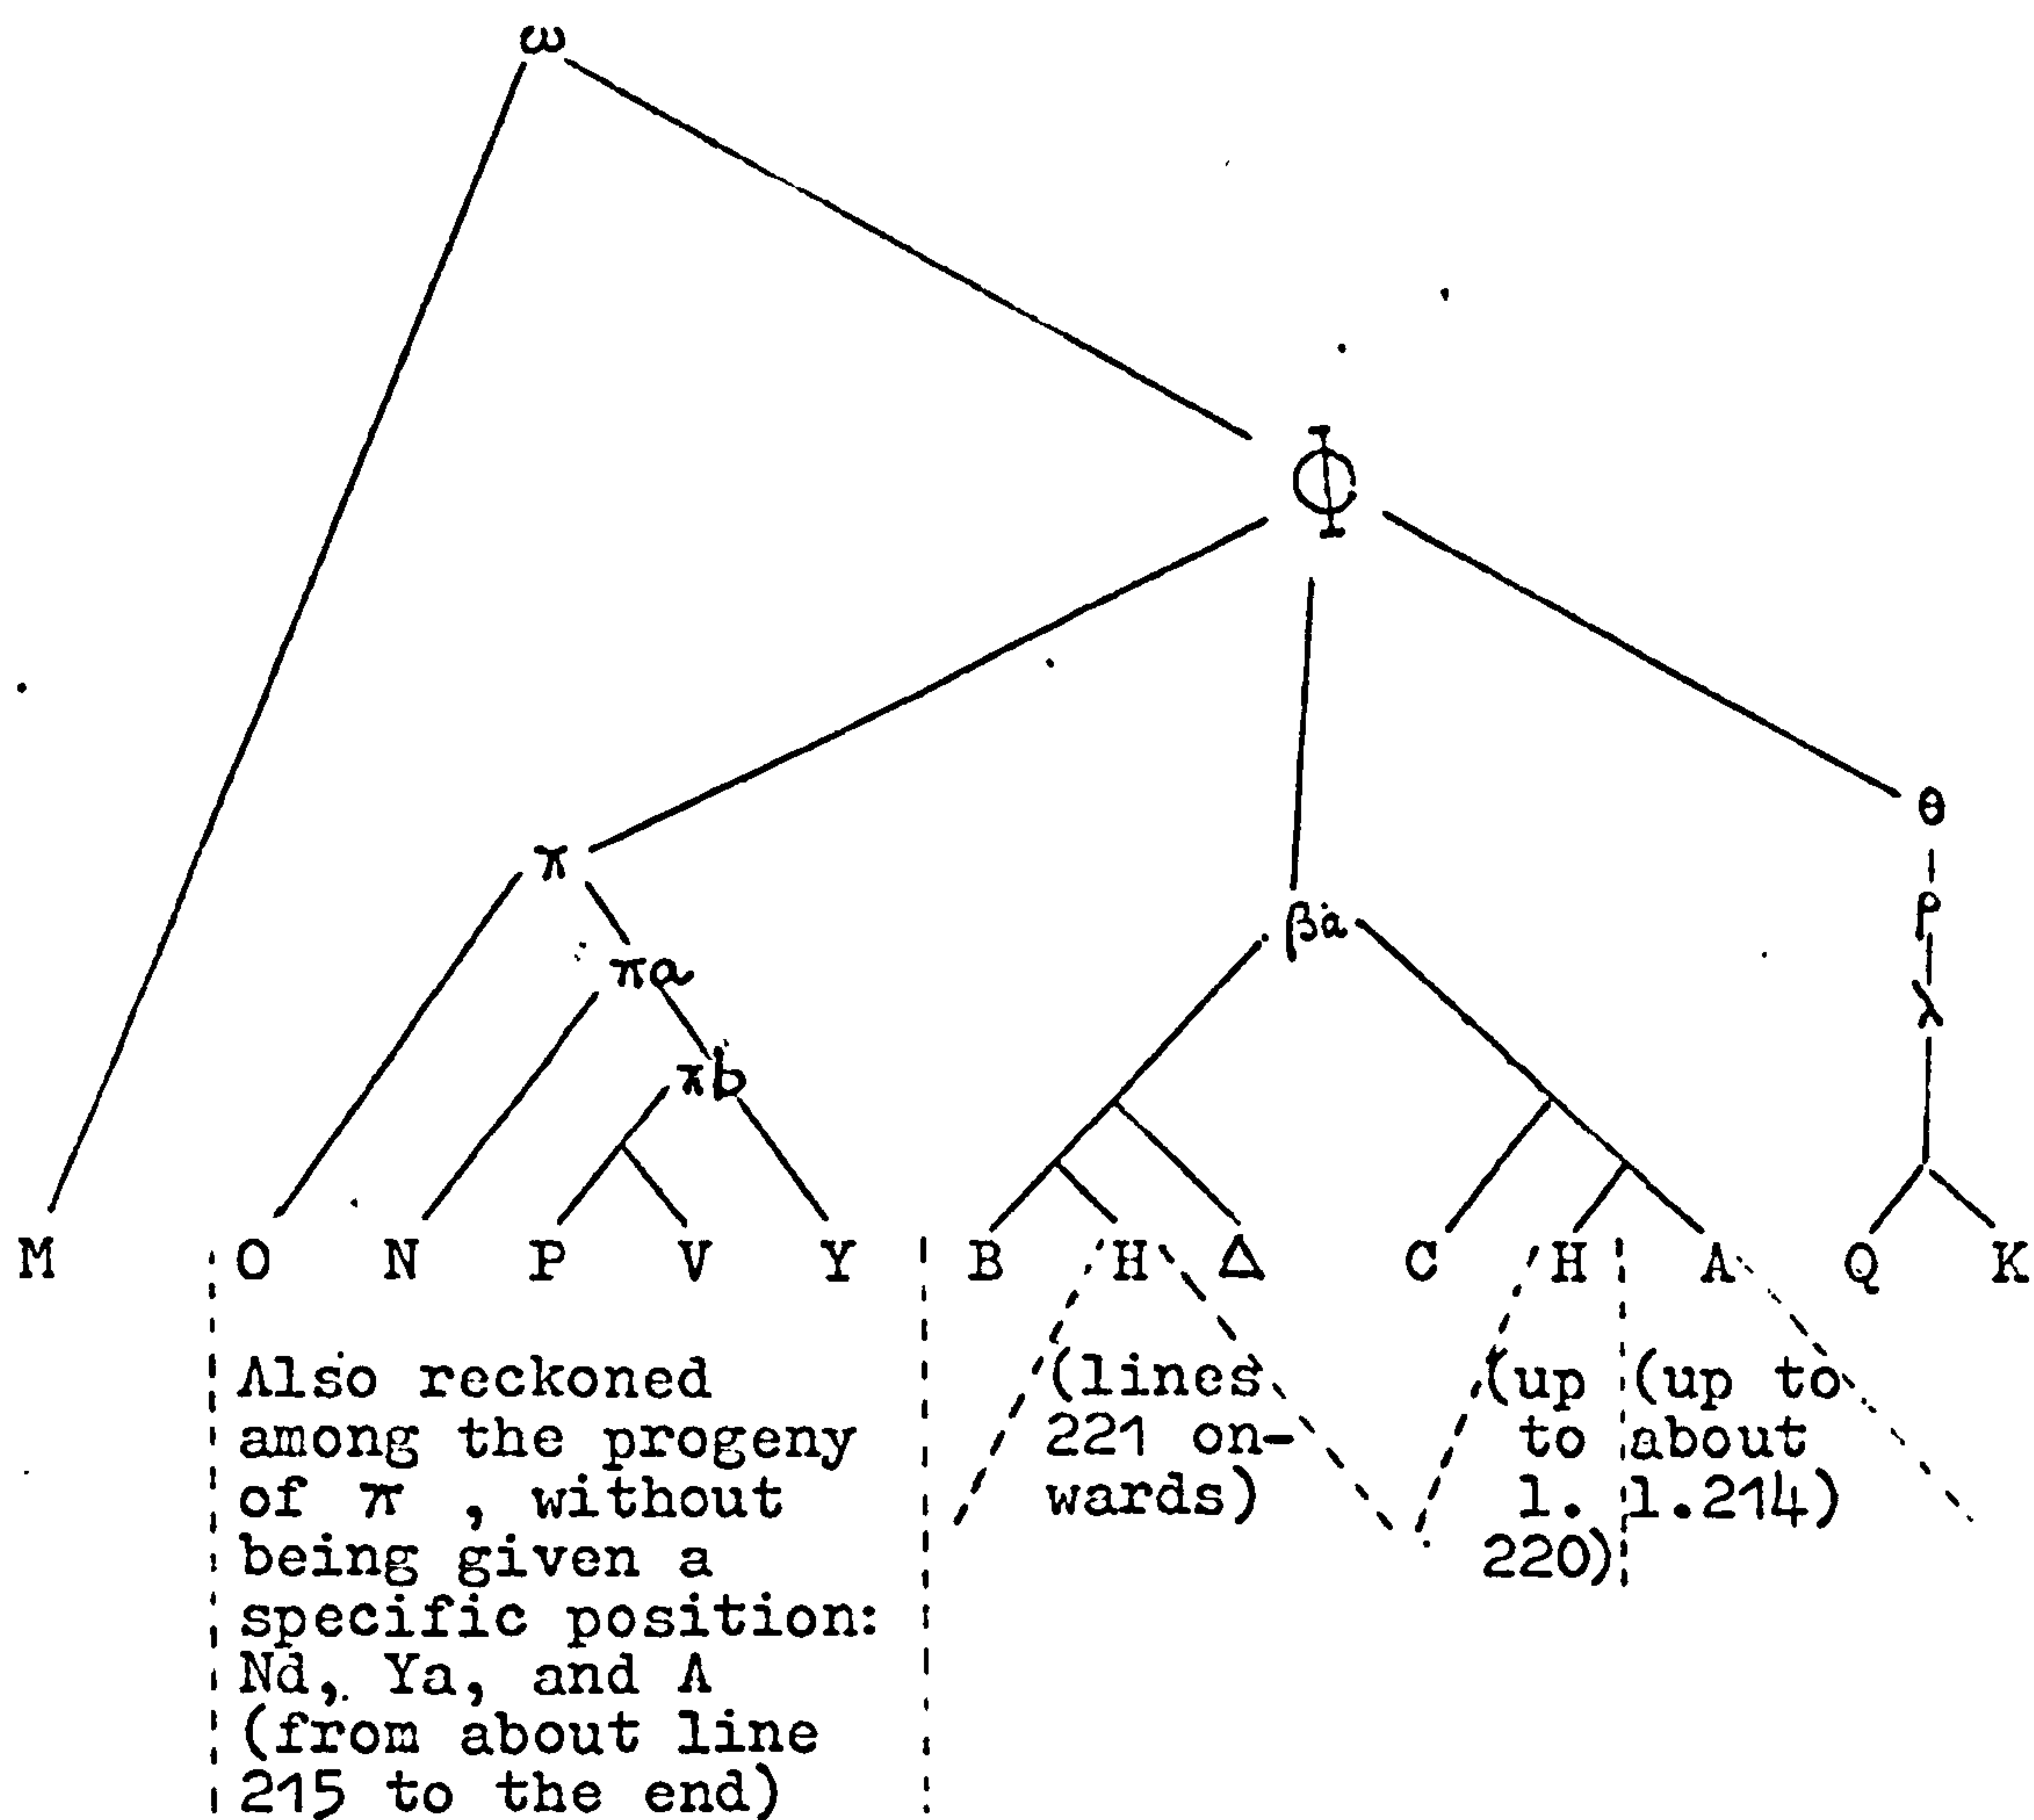 ω
Φ
π
θ
βa
ρ
πa
λ
πb
M O N P V Y B H Δ C H A Q K
Also reckoned
among the progeny
of π , without
being given a
specific position:
Nd, Ya, and A
(from about line
215 to the end)
(lines
221 on-
wards)
(up
to
l.
220)
(up to
about
l.214)